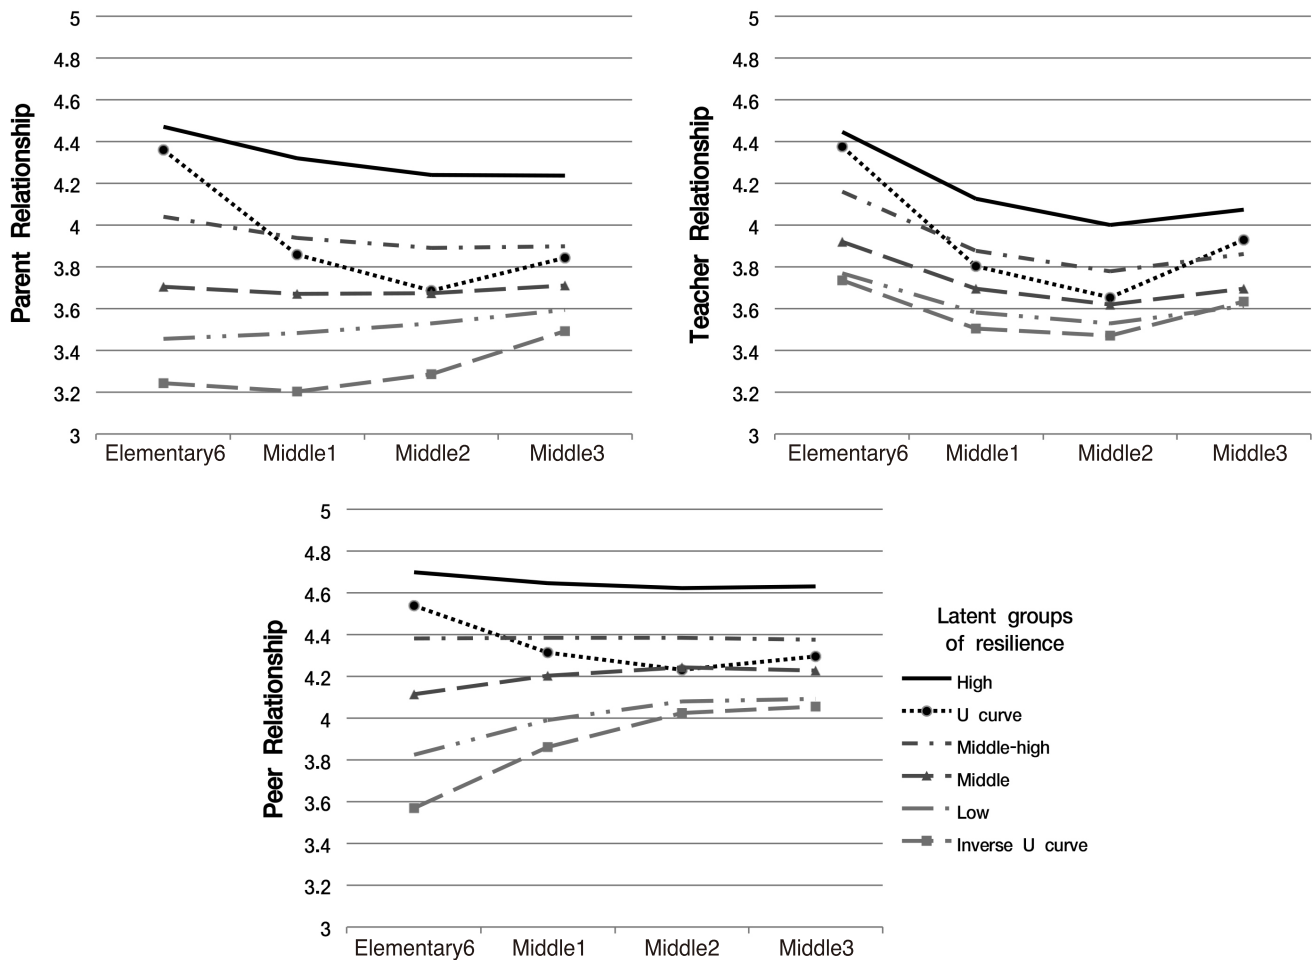 Parent Relationship
5
4.8
4.6
4.4
4.2
4
3.8
3.6
3.4
3.2
3
Elementary6 Middle1 Middle2 Middle3
Teacher Relationship
5
4.8
4.6
4.4
4.2
4
3.8
3.6
3.4
3.2
3
Elementary6 Middle1 Middle2 Middle3
Peer Relationship
5
4.8
4.6
4.4
4.2
4
3.8
3.6
3.4
3.2
3
Elementary6 Middle1 Middle2 Middle3
Latent groups
of resilience
High
U curve
Middle-high
Middle
Low
Inverse U curve